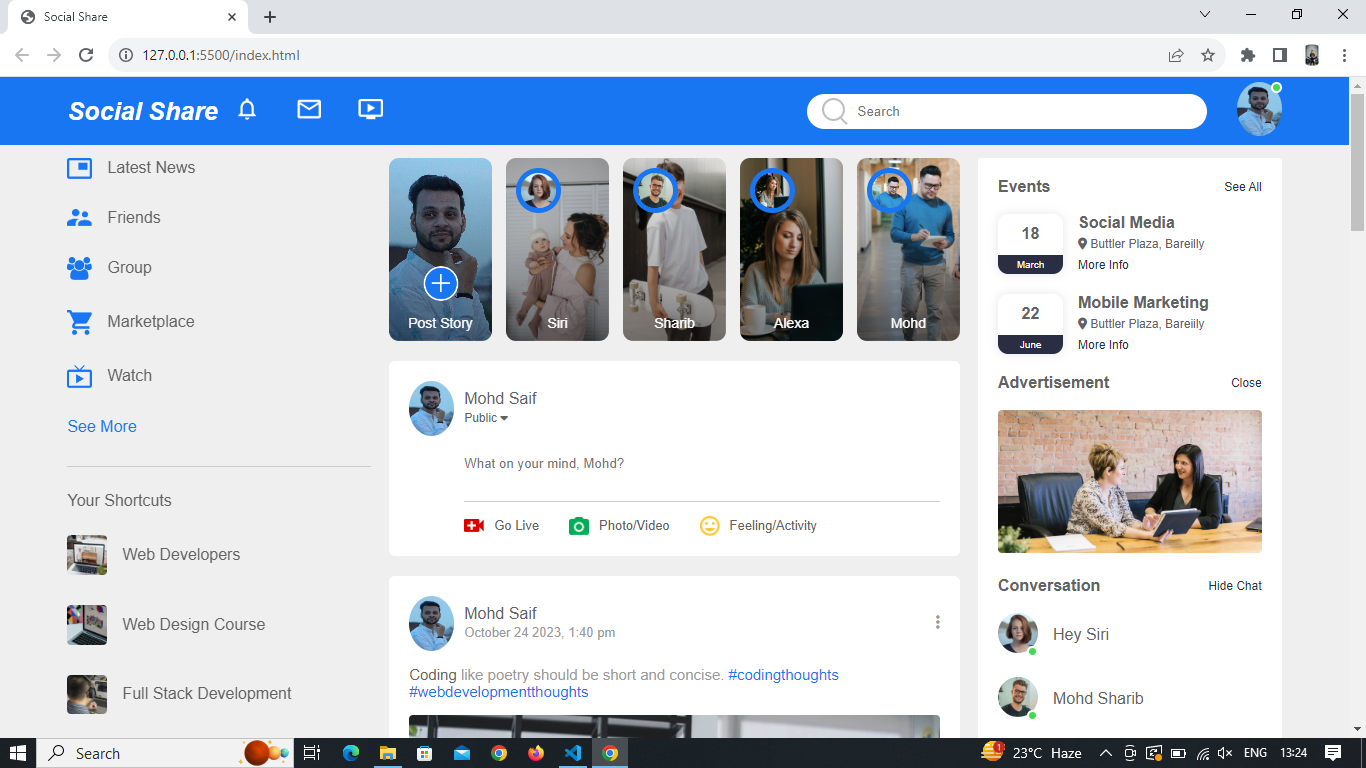 Social Share
127.0.0.1:5500/index.html
Social Share
Search
Latest News
Friends
Group
Marketplace
Watch
See More
Your Shortcuts
Web Developers
Web Design Course
Full Stack Development
Post Story
Siri
Sharib
Alexa
Mohd
Mohd Saif
Public
What on your mind, Mohd?
Go Live
Photo/Video
Feeling/Activity
Mohd Saif
October 24 2023, 1:40 pm
Coding like poetry should be short and concise. #codingthoughts
#webdevelopmentthoughts
Events
See All
18
March
Social Media
Buttler Plaza, Bareilly
More Info
22
June
Mobile Marketing
Buttler Plaza, Bareiily
More Info
Advertisement
Close
Conversation
Hide Chat
Hey Siri
Mohd Sharib
Search
1
23°C Haze
ENG
13:24